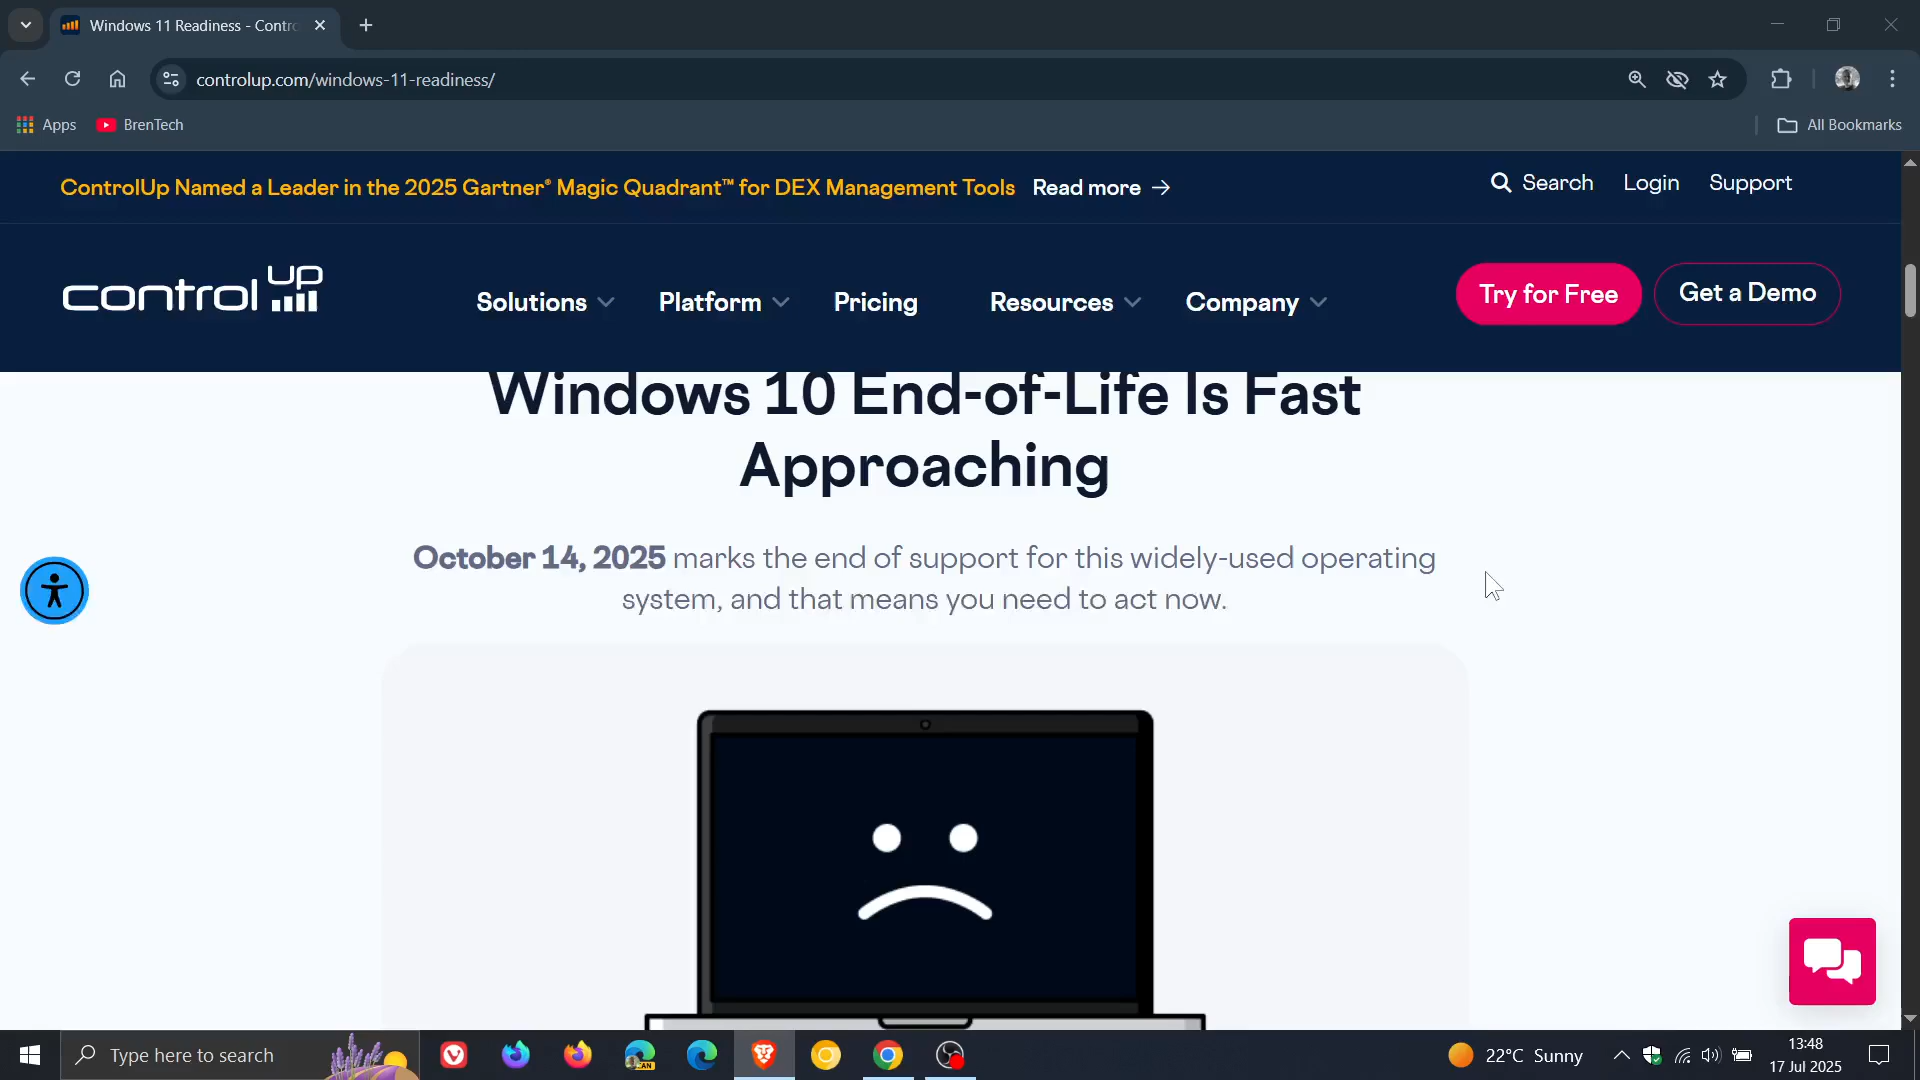 Windows 11 Readiness - Contro
controlup.com/windows-11-readiness/
Apps
BrenTech
All Bookmarks
ControlUp Named a Leader in the 2025 Gartner® Magic Quadrant™ for DEX Management Tools Read more →
Search Login Support
control UP
Solutions Platform Pricing Resources Company
Try for Free
Get a Demo
Windows 10 End-of-Life Is Fast
Approaching
October 14, 2025 marks the end of support for this widely-used operating
system, and that means you need to act now.
Type here to search
CAN
22°C Sunny
13:48
17 Jul 2025